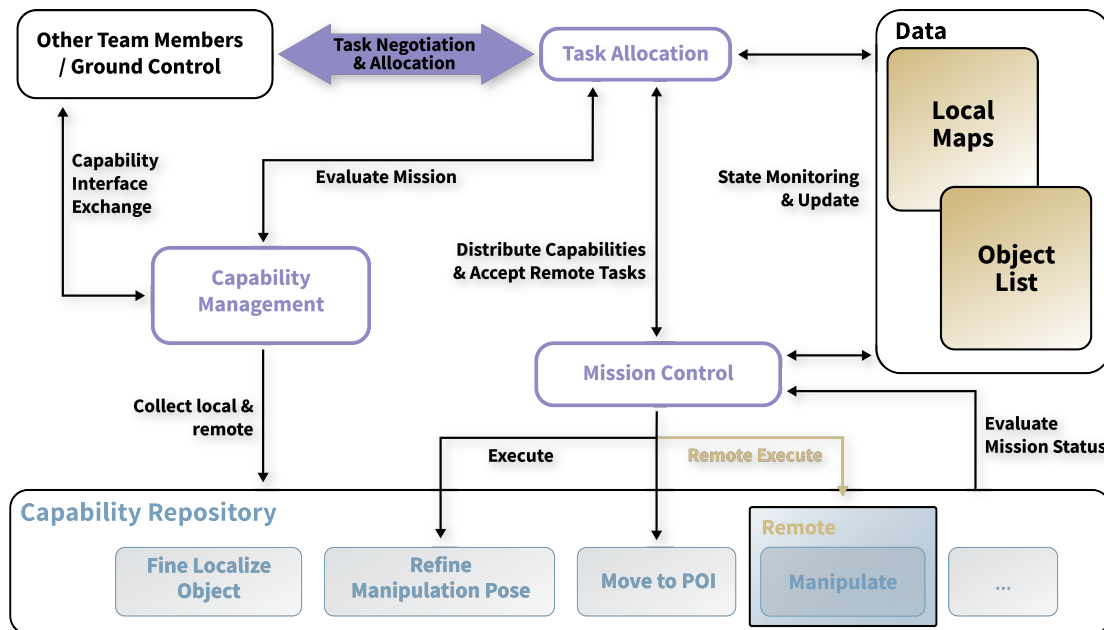 Other Team Members
/ Ground Control
Task Negotiation
& Allocation
Task Allocation
Data
Local
Maps
Object
List
Capability
Interface
Exchange
Evaluate Mission
State Monitoring
& Update
Distribute Capabilities
& Accept Remote Tasks
Capability
Management
Mission Control
Collect local &
remote
Execute
Remote Execute
Evaluate
Mission Status
Capability Repository
Fine Localize
Object
Refine
Manipulation Pose
Move to POI
Remote
Manipulate
...